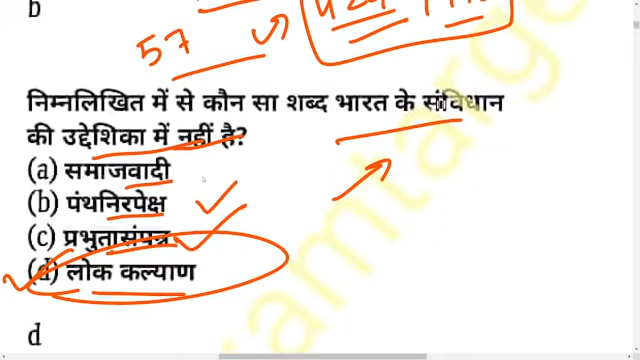 b
57
निम्नलिखित में से कौन सा शब्द भारत के संविधान
की उद्देशिका में नहीं है?
(a) समाजवादी
(b) पंथनिरपेक्ष
(c) प्रभुतासंपन्न
(d) लोक कल्याण
d